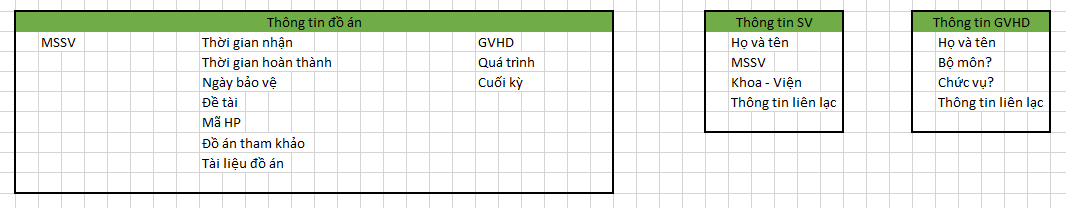 Thông tin đồ án
MSSV
Thời gian nhận
Thời gian hoàn thành
Ngày bảo vệ
Đề tài
Mã HP
Đồ án tham khảo
Tài liệu đồ án
GVHD
Quá trình
Cuối kỳ
Thông tin SV
Họ và tên
MSSV
Khoa - Viện
Thông tin liên lạc
Thông tin GVHD
Họ và tên
Bộ môn?
Chức vụ?
Thông tin liên lạc